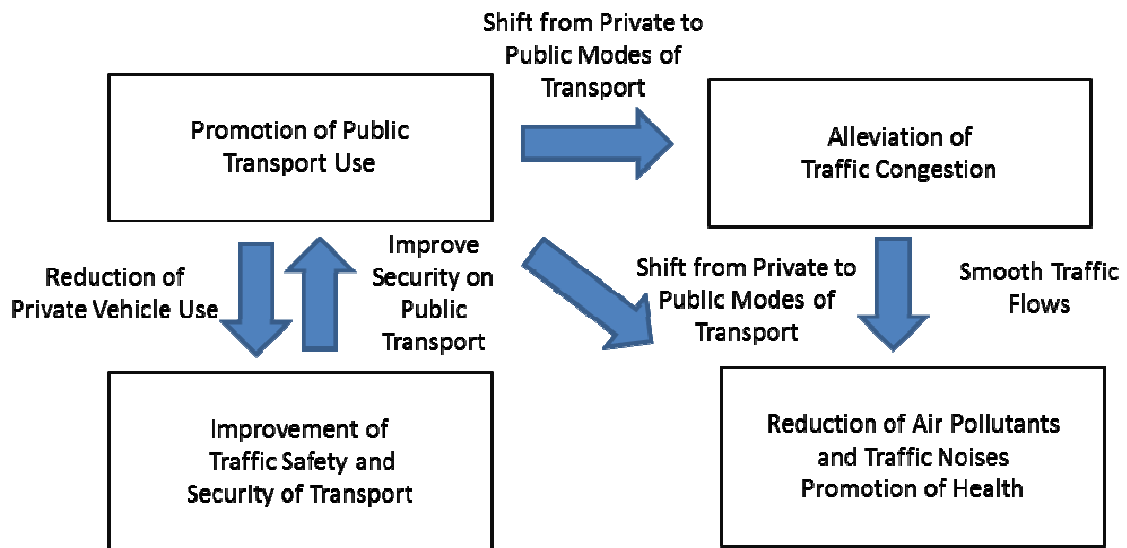 Shift from Private to
Public Modes of
Transport
Promotion of Public
Transport Use
Alleviation of
Traffic Congestion
Reduction of
Private Vehicle Use
Improve
Security on
Public
Transport
Shift from Private to
Public Modes of
Transport
Smooth Traffic
Flows
Improvement of
Traffic Safety and
Security of Transport
Reduction of Air Pollutants
and Traffic Noises
Promotion of Health